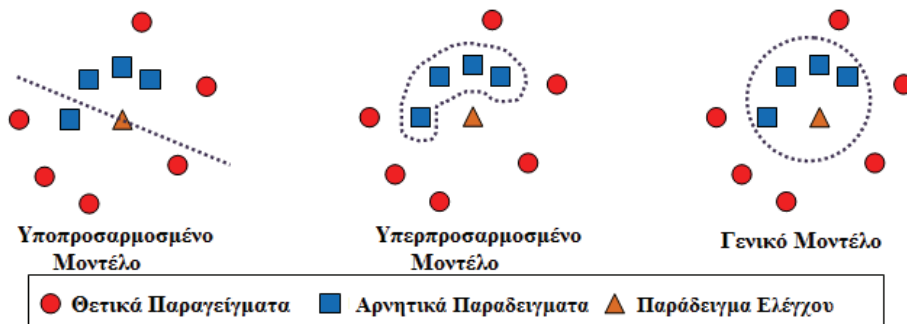 Υποπροσαρμοσμένο
Μοντέλο
Υπερπροσαρμοσμένο
Μοντέλο
Γενικό Μοντέλο
Θετικά Παραγείγματα Αρνητικά Παραδειγματα Παράδειγμα Ελέγχου